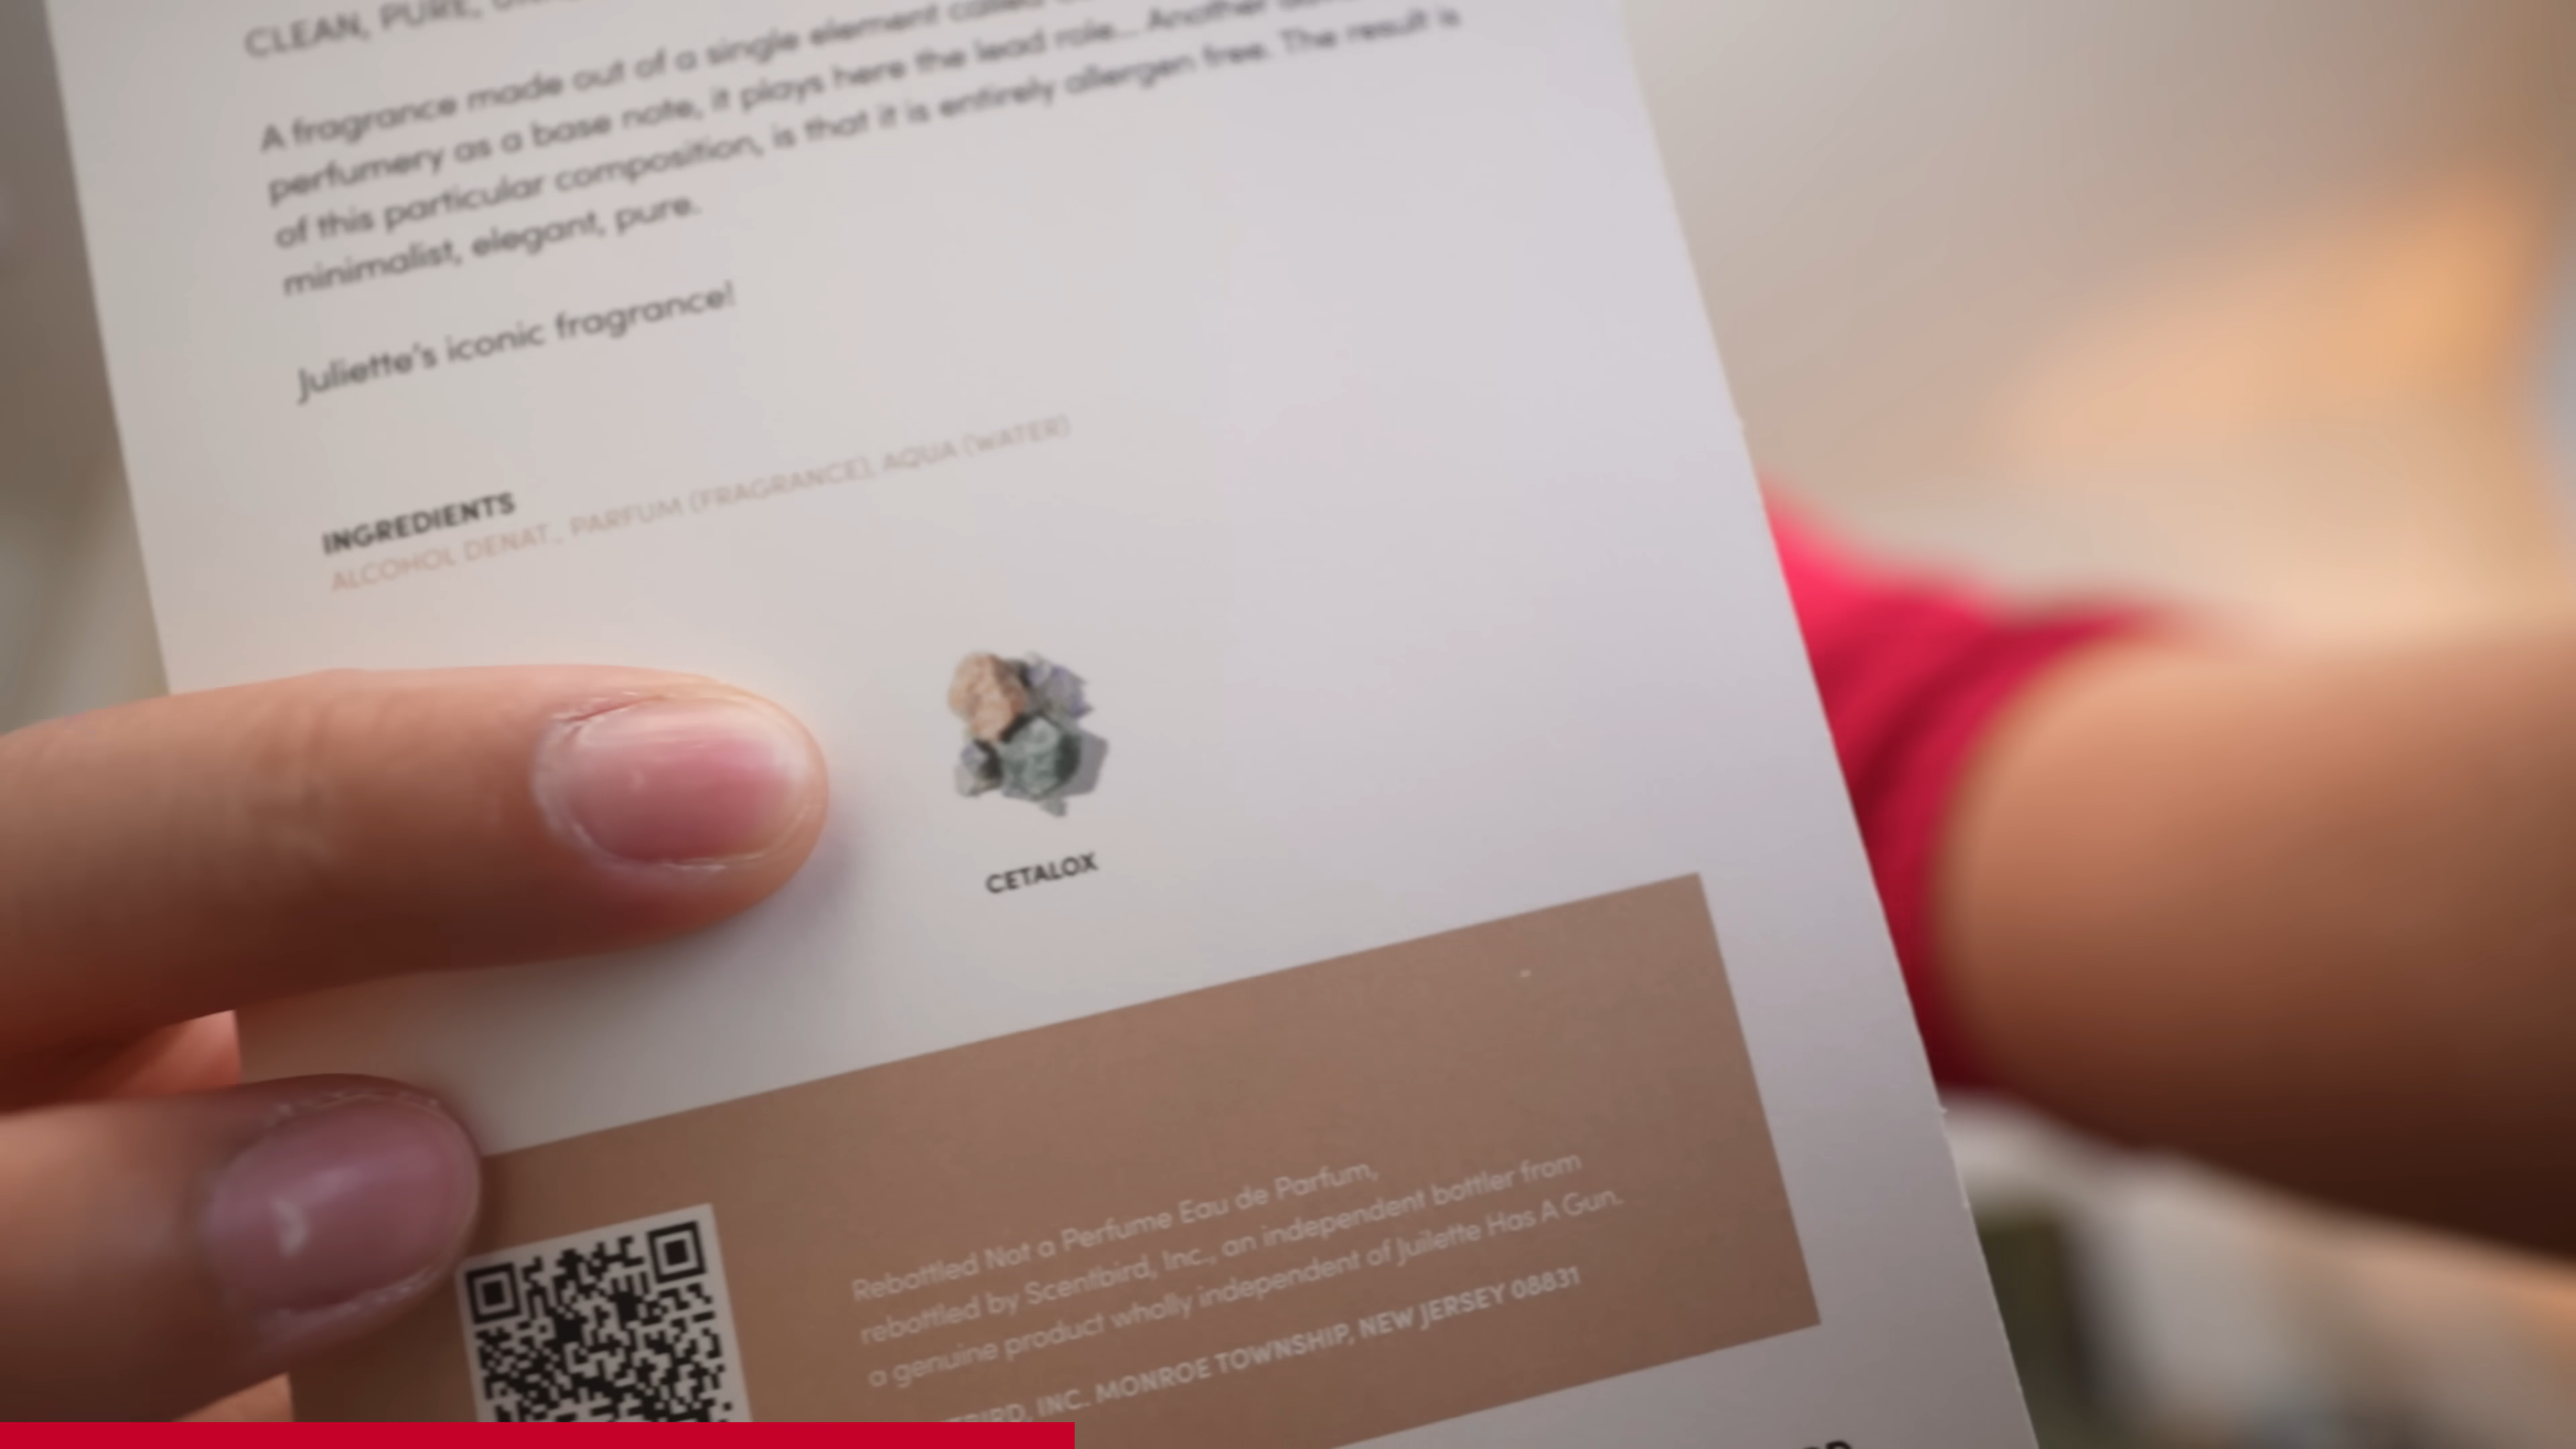 CLEAN, PURE,
A fragrance made out of a single element called
perfumery as a base note, it plays here the lead role... Another
of this particular composition, is that it is entirely allergen free. The result is
minimalist, elegant, pure.
Juliette's iconic fragrance!
INGREDIENTS
ALCOHOL DENAT., PARFUM (FRAGRANCE), AQUA (WATER)
CETALOX
Rebottled Not a Perfume Eau de Parfum,
rebottled by Scentbird, Inc., an independent bottler from
a genuine product wholly independent of Juilette Has A Gun.
INC. MONROE TOWNSHIP, NEW JERSEY 08831